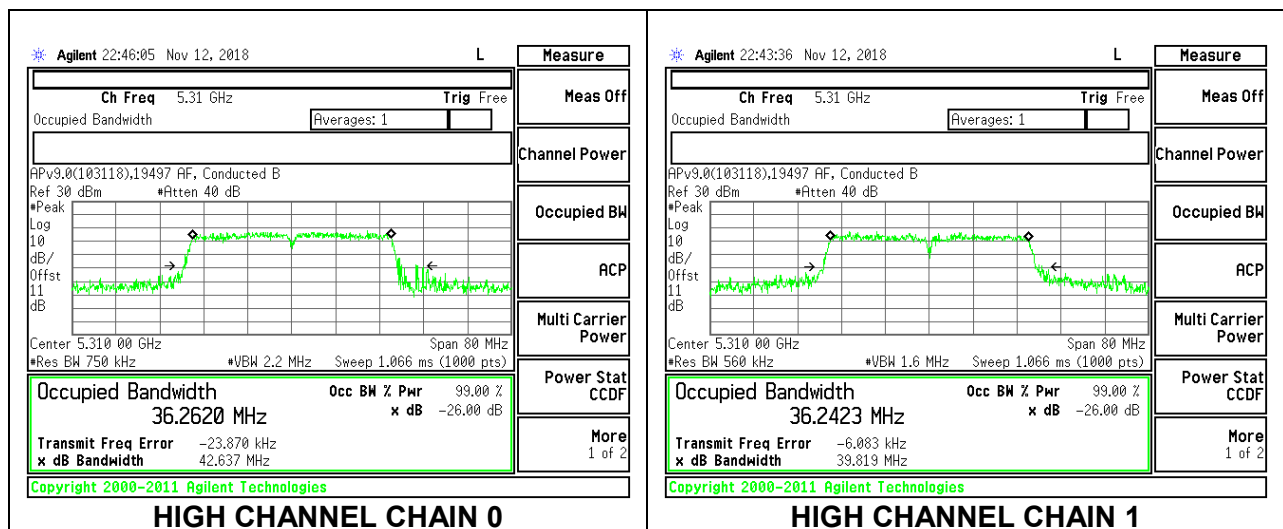 Agilent 22:46:05 Nov 12, 2018 L
Measure
Ch Freq 5.31 GHz Trig Free
Meas Off
Occupied Bandwidth Averages: 1
Channel Power
APv9.0(103118),19497 AF, Conducted B
Ref 30 dBm #Atten 40 dB
#Peak
Log
10
dB/
Offst
11
dB
Occupied BW
ACP
Multi Carrier
Power
Center 5.310 00 GHz Span 80 MHz
#Res BW 750 kHz #VBW 2.2 MHz Sweep 1.066 ms (1000 pts)
Power Stat
CCDF
Occupied Bandwidth Occ BW % Pwr 99.00 %
36.2620 MHz x dB -26.00 dB
More
1 of 2
Transmit Freq Error -23.870 kHz
x dB Bandwidth 42.637 MHz
Copyright 2000-2011 Agilent Technologies
HIGH CHANNEL CHAIN 0
Agilent 22:43:36 Nov 12, 2018 L
Measure
Ch Freq 5.31 GHz Trig Free
Meas Off
Occupied Bandwidth Averages: 1
Channel Power
APv9.0(103118),19497 AF, Conducted B
Ref 30 dBm #Atten 40 dB
#Peak
Log
10
dB/
Offst
11
dB
Occupied BW
ACP
Multi Carrier
Power
Center 5.310 00 GHz Span 80 MHz
#Res BW 560 kHz #VBW 1.6 MHz Sweep 1.066 ms (1000 pts)
Power Stat
CCDF
Occupied Bandwidth Occ BW % Pwr 99.00 %
36.2423 MHz x dB -26.00 dB
More
1 of 2
Transmit Freq Error -6.083 kHz
x dB Bandwidth 39.819 MHz
Copyright 2000-2011 Agilent Technologies
HIGH CHANNEL CHAIN 1